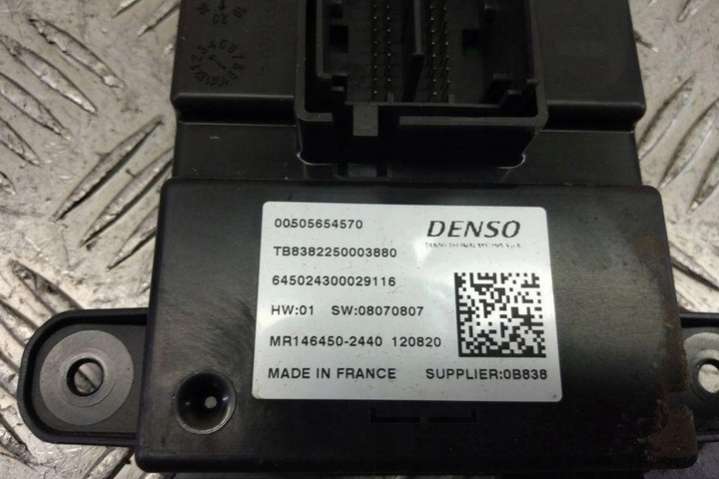 00505654570
DENSO
TB8382250003880
645024300029116
HW:01 SW:08070807
MR146450-2440 120820
MADE IN FRANCE SUPPLIER:0B838